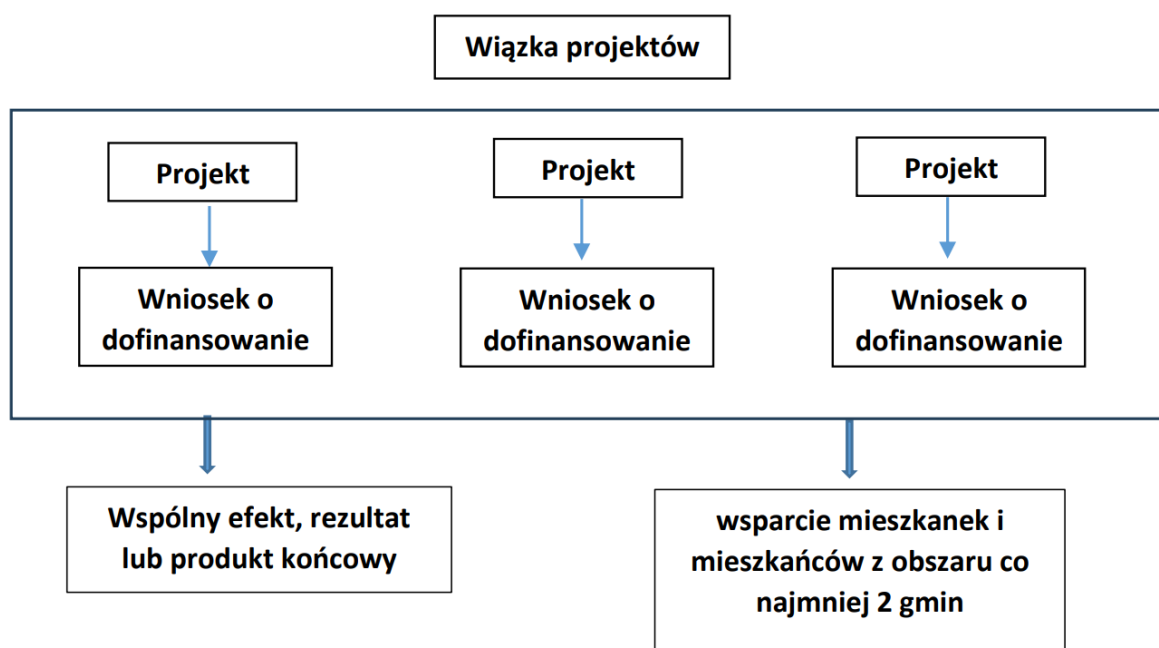 Wiązka projektów
Projekt
Projekt
Projekt
Wniosek o
dofinansowanie
Wniosek o
dofinansowanie
Wniosek o
dofinansowanie
Wspólny efekt, rezultat
lub produkt końcowy
wsparcie mieszkanek i
mieszkańców z obszaru co
najmniej 2 gmin